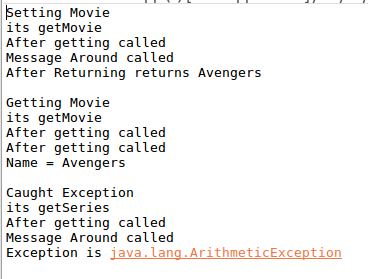 Setting Movie
its getMovie
After getting called
Message Around called
After Returning returns Avengers
Getting Movie
its getMovie
After getting called
After getting called
Name = Avengers
Caught Exception
its getSeries
After getting called
Message Around called
Exception is java.lang.ArithmeticException